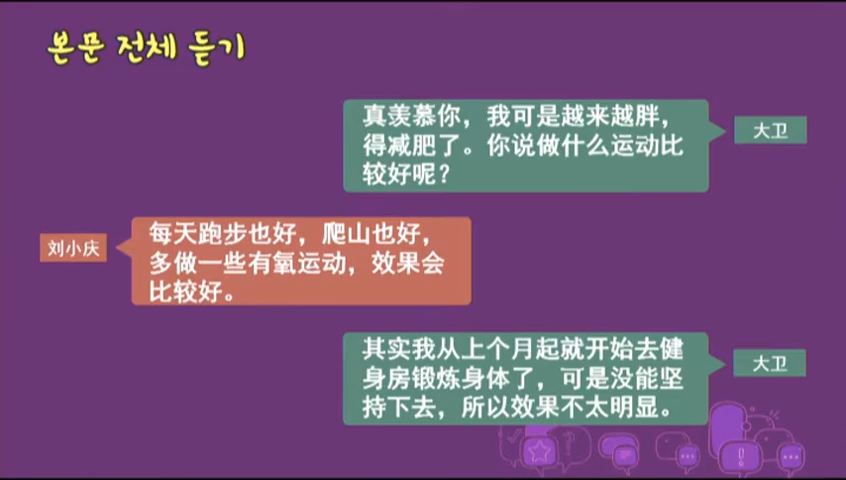 본문 전체 듣기
真羡慕你，我可是越来越胖，
得减肥了。你说做什么运动比
较好呢？
大卫
刘小庆
每天跑步也好，爬山也好，
多做一些有氧运动，效果会
比较好。
其实我从上个月起就开始去健
身房锻炼身体了，可是没能坚
持下去，所以效果不太明显。
大卫